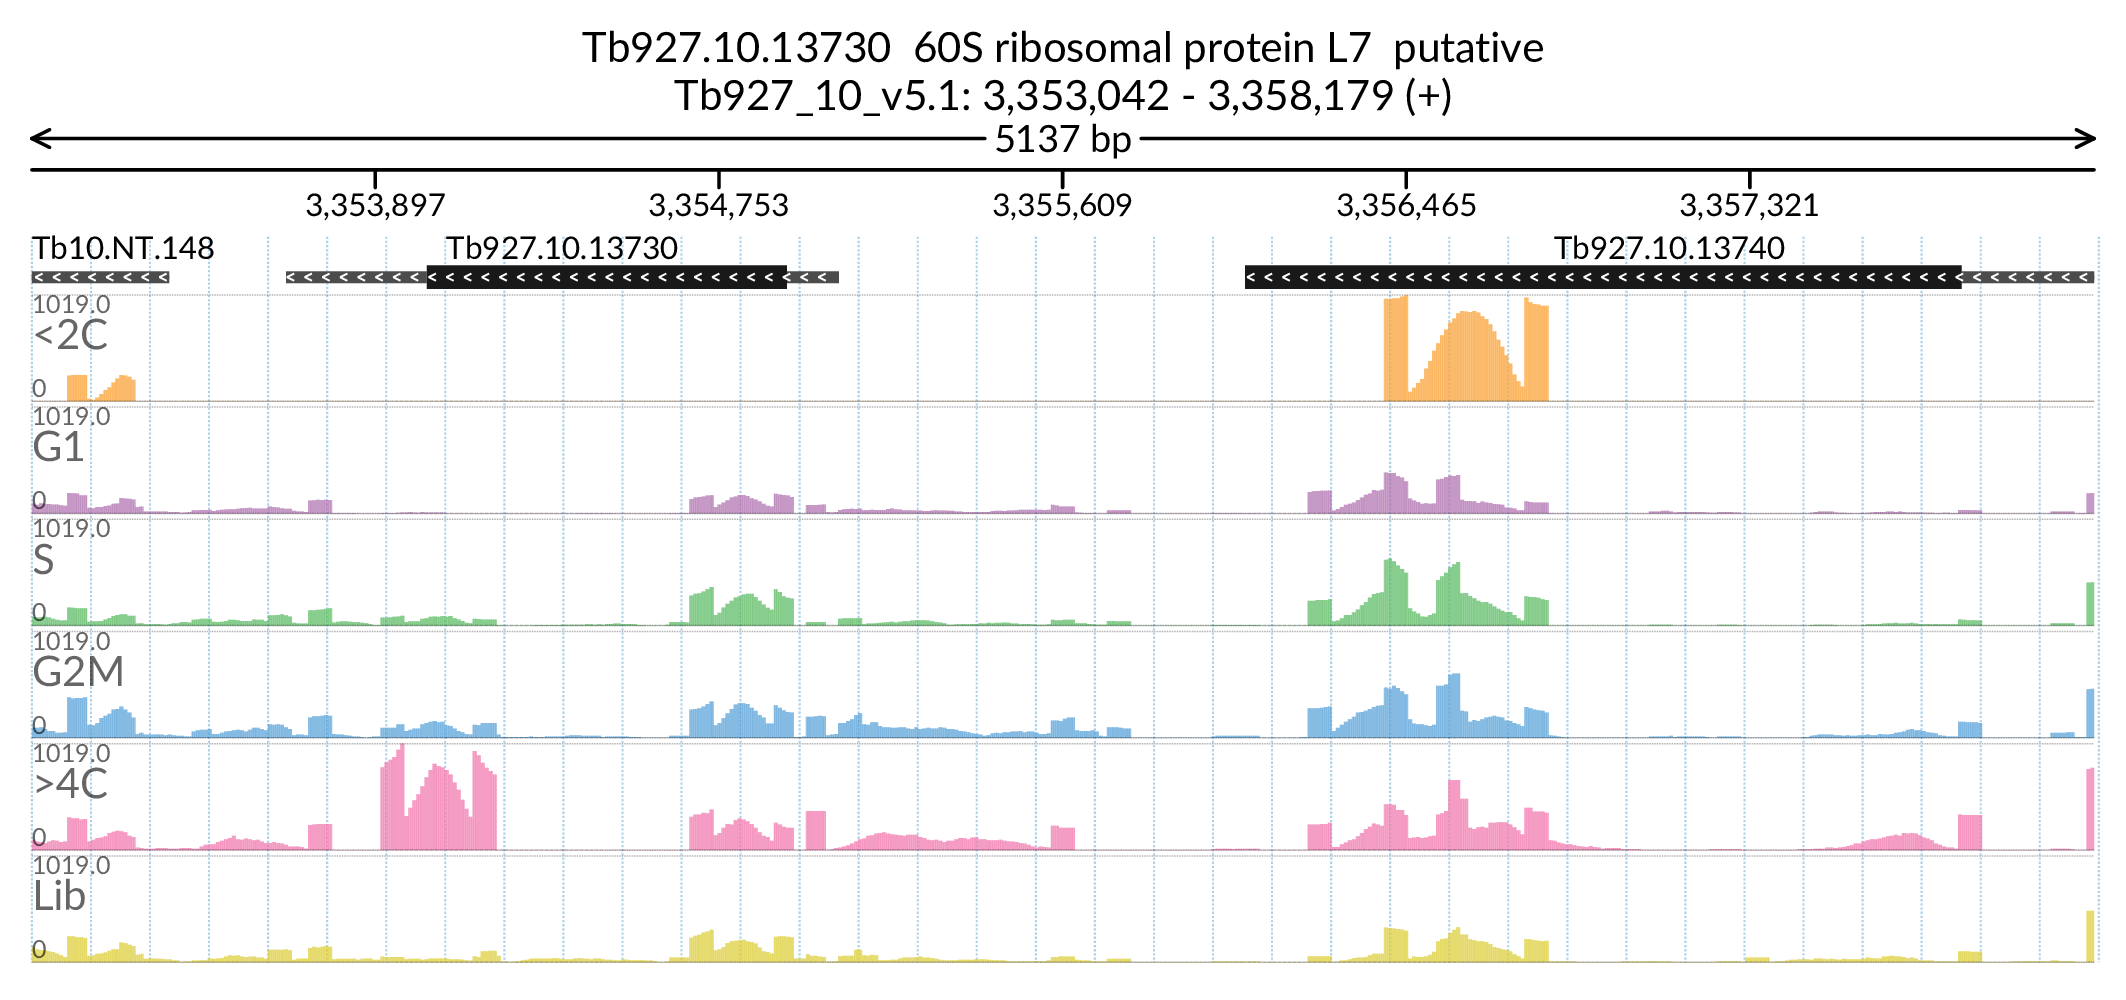 Tb927.10.13730  60S ribosomal protein L7  putative
Tb927_10_v5.1: 3,353,042 - 3,358,179 (+)
5137 bp
3,353,897 3,354,753 3,355,609 3,356,465 3,357,321
Tb10.NT.148 Tb927.10.13730 Tb927.10.13740
1019.0
<2C
0
1019.0
G1
0
1019.0
S
0
1019.0
G2M
0
1019.0
>4C
0
1019.0
Lib
0